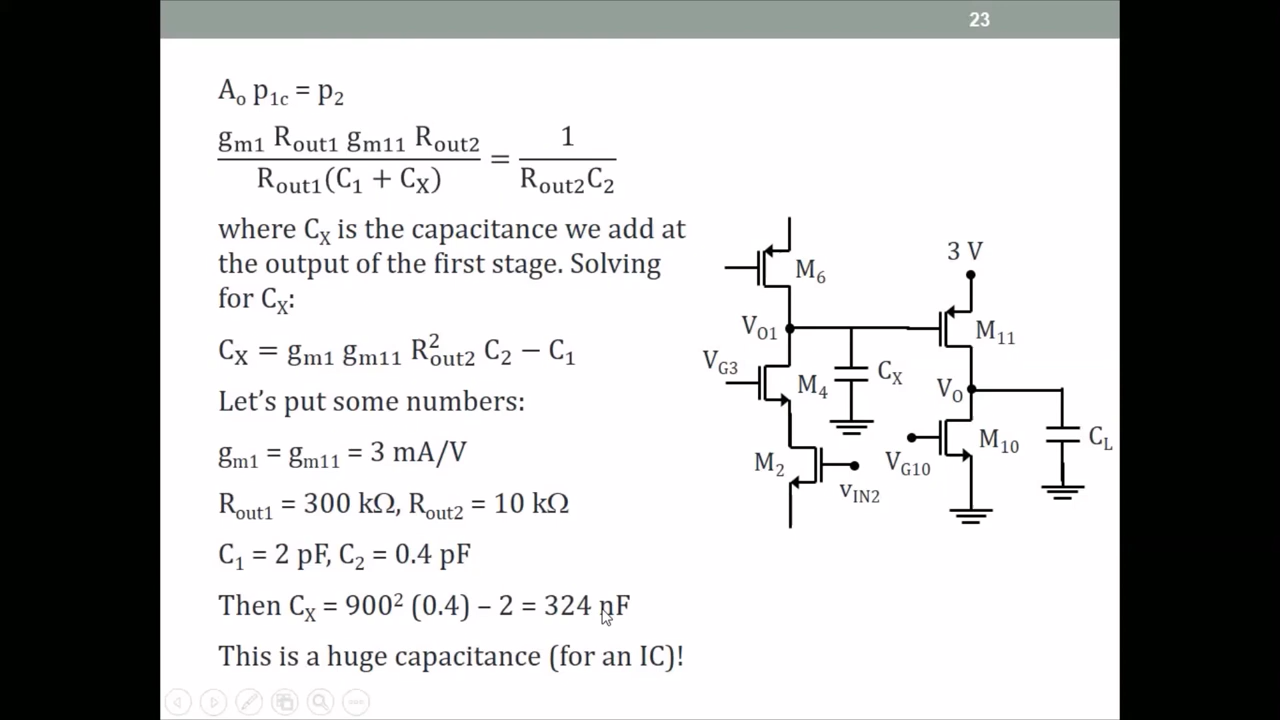 23
Aₒ p₁c = p₂
gm1 Rout1 gm11 Rout2 / Rout1(C₁ + Cx) = 1 / Rout2C₂
where Cx is the capacitance we add at
the output of the first stage. Solving
for Cx:
Cx = gm1 gm11 R²out2 C₂ − C₁
Let's put some numbers:
gm1 = gm11 = 3 mA/V
Rout1 = 300 kΩ, Rout2 = 10 kΩ
C₁ = 2 pF, C₂ = 0.4 pF
Then Cx = 900² (0.4) – 2 = 324 nF
This is a huge capacitance (for an IC)!
3 V
M₆
VO1
M₁₁
VG3
M₄
Cx
VO
M₂
VG10
M₁₀
CL
vIN2